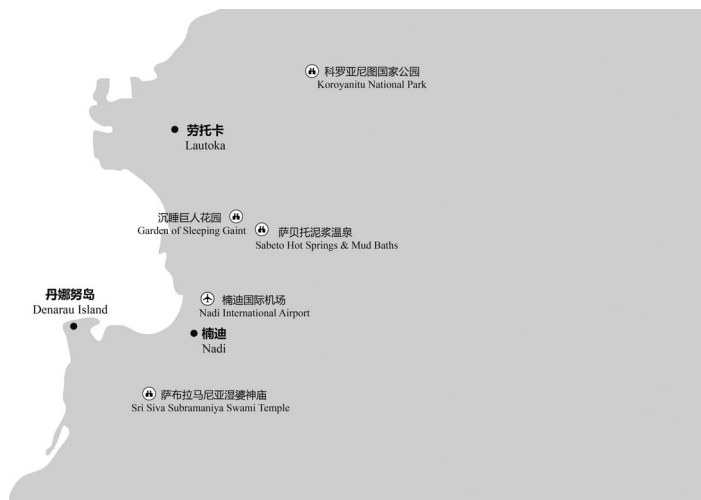 科罗亚尼图国家公园
Koroyanitu National Park
劳托卡
Lautoka
沉睡巨人花园
Garden of Sleeping Gaint
萨贝托泥浆温泉
Sabeto Hot Springs & Mud Baths
丹娜努岛
Denarau Island
楠迪国际机场
Nadi International Airport
楠迪
Nadi
萨布拉马尼亚湿婆神庙
Sri Siva Subramaniya Swami Temple